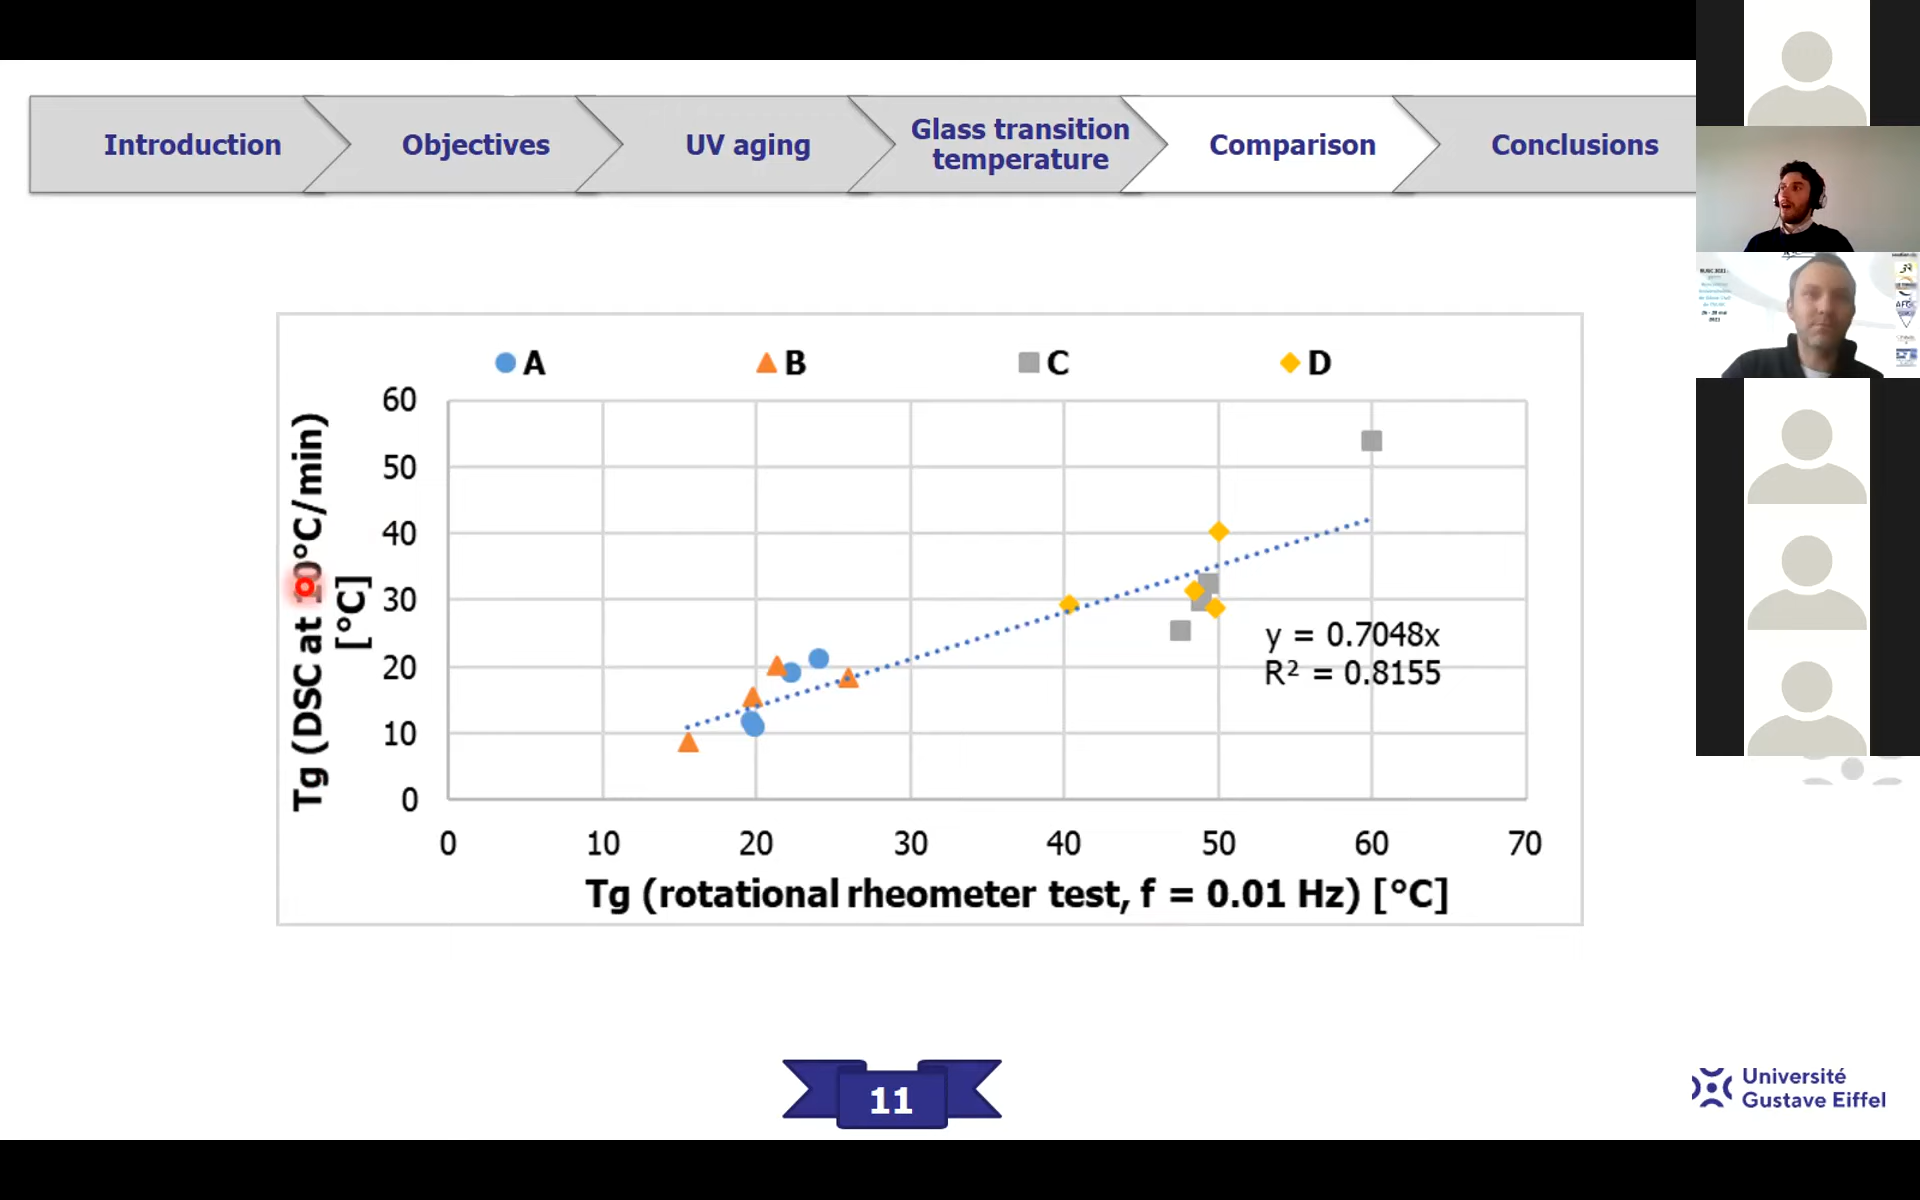 Introduction
Objectives
UV aging
Glass transition
temperature
Comparison
Conclusions
A
B
C
D
60
50
40
30
20
10
0
Tg (DSC at 10°C/min)
[°C]
y = 0.7048x
R² = 0.8155
0
10
20
30
40
50
60
70
Tg (rotational rheometer test, f = 0.01 Hz) [°C]
11
Université
Gustave Eiffel
AFGC